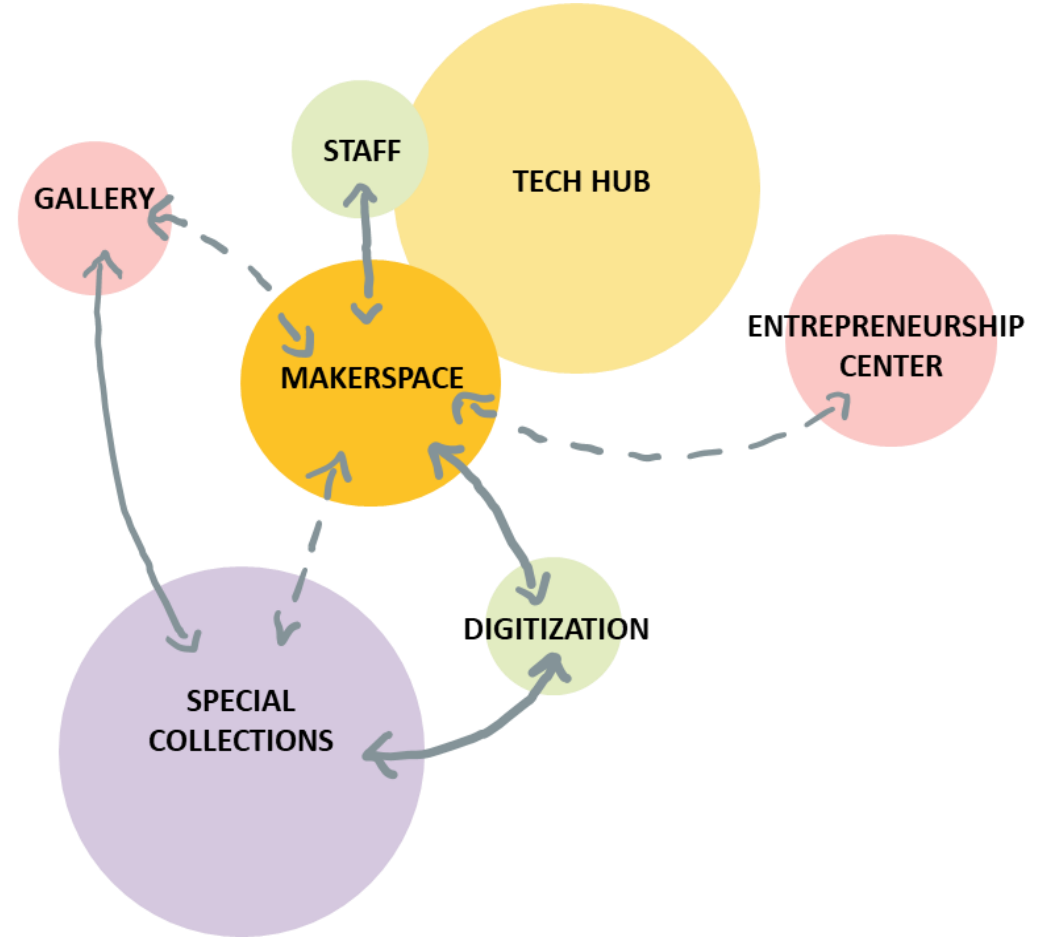 STAFF
TECH HUB
GALLERY
ENTREPRENEURSHIP
CENTER
MAKERSPACE
DIGITIZATION
SPECIAL
COLLECTIONS